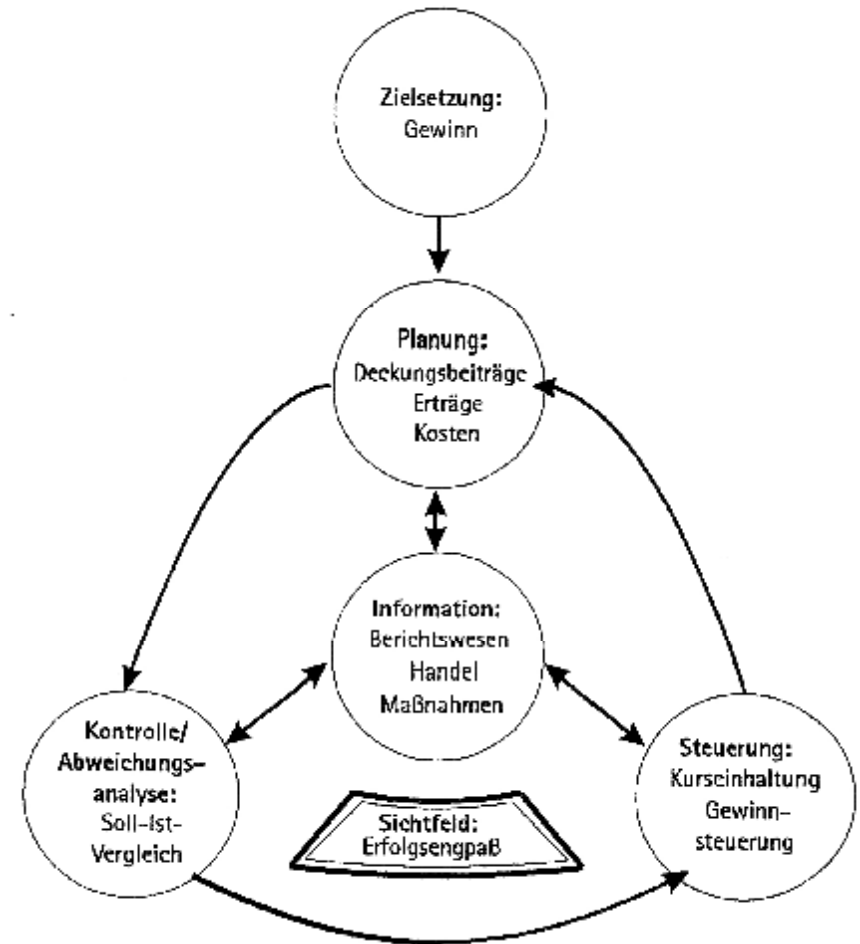 Zielsetzung:
Gewinn
Planung:
Deckungsbeiträge
Erträge
Kosten
Information:
Berichtswesen
Handel
Maßnahmen
Kontrolle/
Abweichungs-
analyse:
Soll-Ist-
Vergleich
Sichtfeld:
Erfolgsengpaß
Steuerung:
Kurseinhaltung
Gewinn-
steuerung